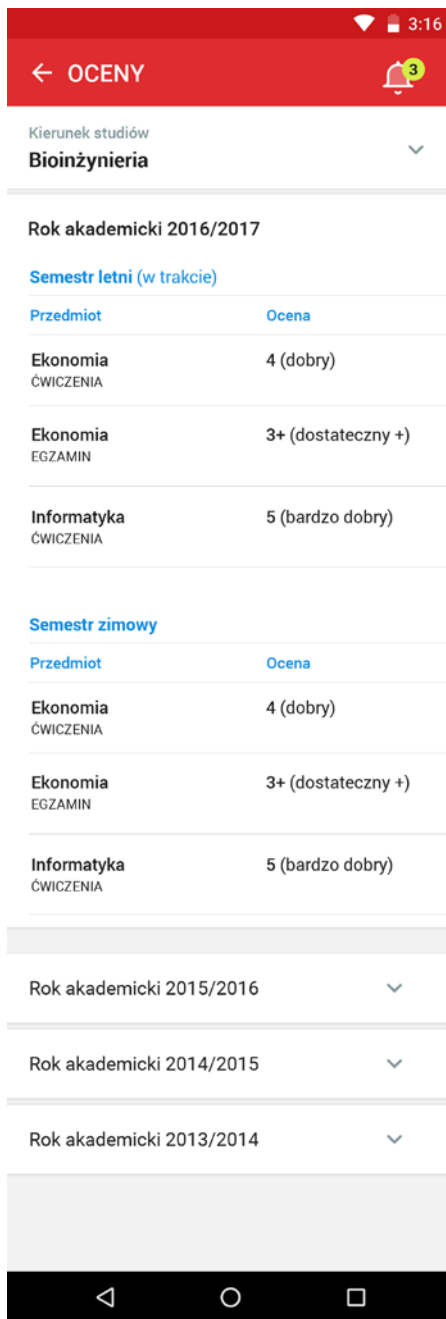 3:16
OCENY
3
Kierunek studiów
Bioinżynieria
Rok akademicki 2016/2017
Semestr letni (w trakcie)
Przedmiot Ocena
Ekonomia 4 (dobry)
ĆWICZENIA
Ekonomia 3+ (dostateczny +)
EGZAMIN
Informatyka 5 (bardzo dobry)
ĆWICZENIA
Semestr zimowy
Przedmiot Ocena
Ekonomia 4 (dobry)
ĆWICZENIA
Ekonomia 3+ (dostateczny +)
EGZAMIN
Informatyka 5 (bardzo dobry)
ĆWICZENIA
Rok akademicki 2015/2016
Rok akademicki 2014/2015
Rok akademicki 2013/2014